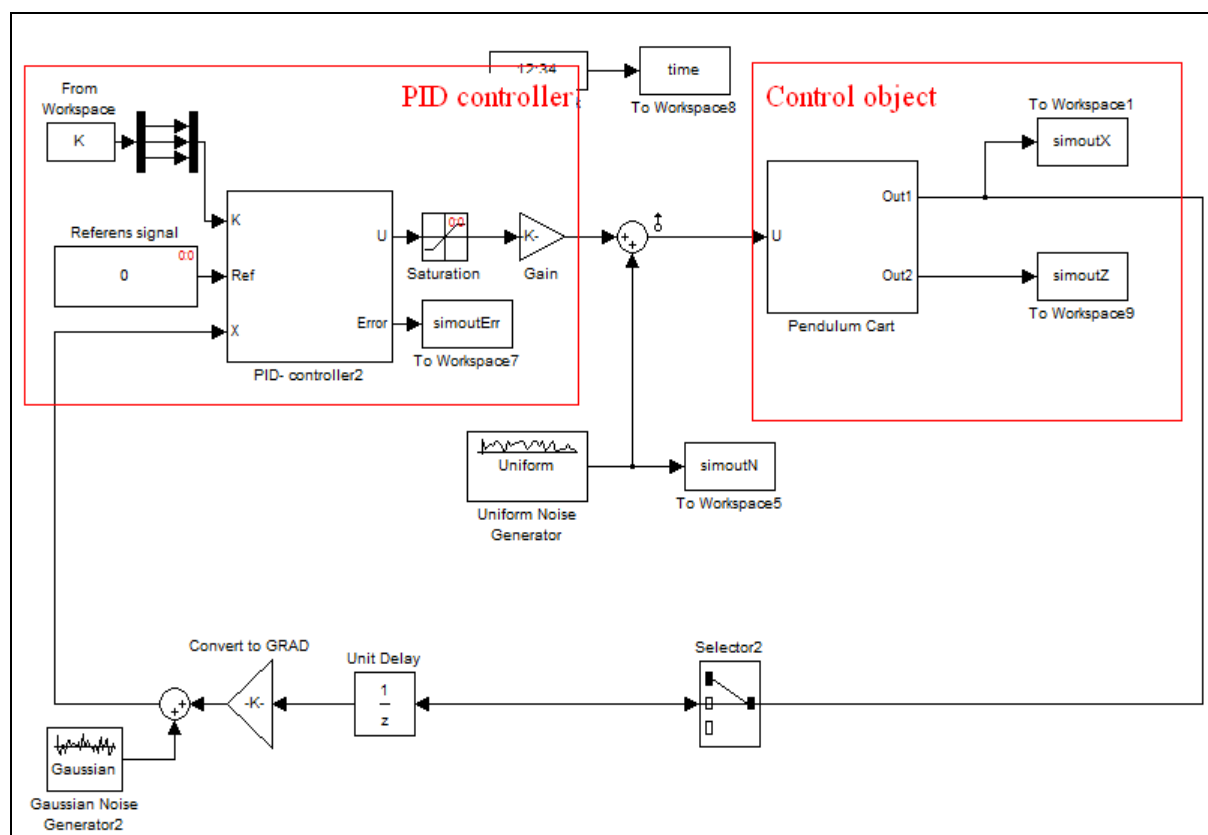 From
Workspace
K
PID controller
12:34
time
To Workspace8
Control object
To Workspace1
simoutX
Referens signal
0:0
0
K
Ref
X
U
Error
PID- controller2
0:0
Saturation
-K-
Gain
simoutErr
To Workspace7
+
+
U
Out1
Out2
Pendulum Cart
simoutZ
To Workspace9
Uniform
Uniform Noise
Generator
simoutN
To Workspace5
Convert to GRAD
-K-
Unit Delay
1
z
Selector2
+
+
Gaussian
Gaussian Noise
Generator2